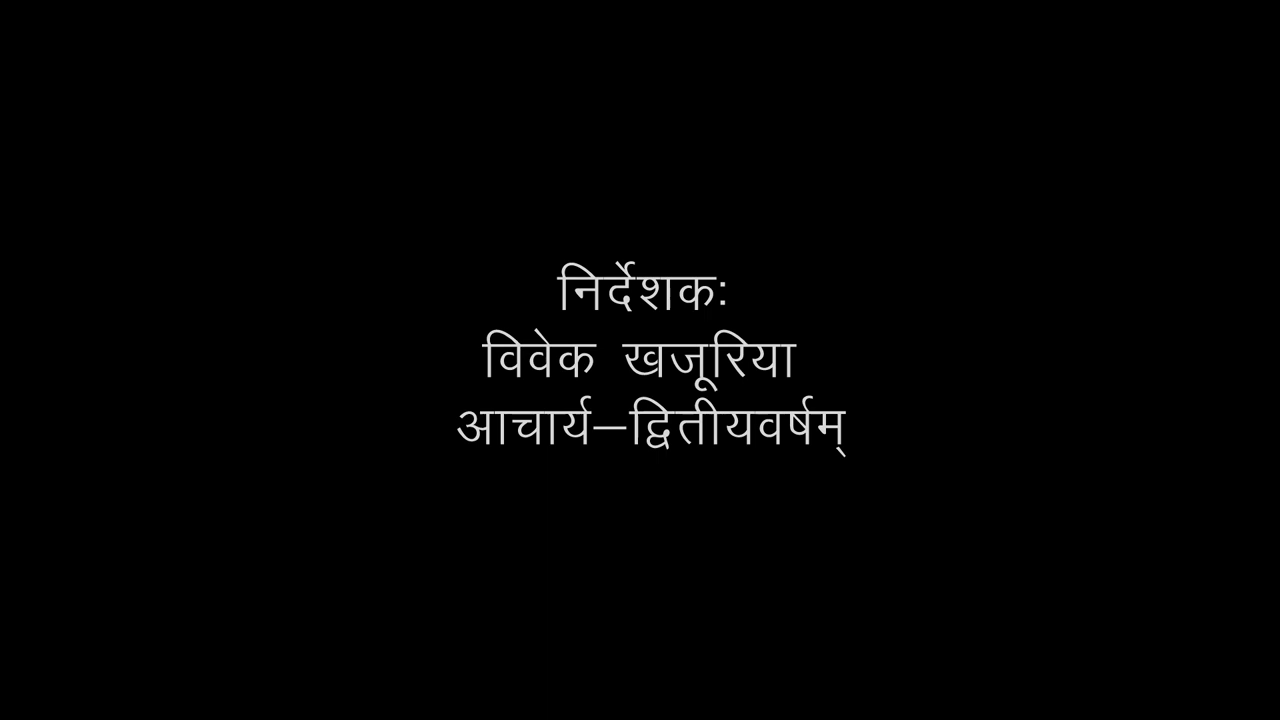 निर्देशकः
विवेक खजूरिया
आचार्य–द्वितीयवर्षम्